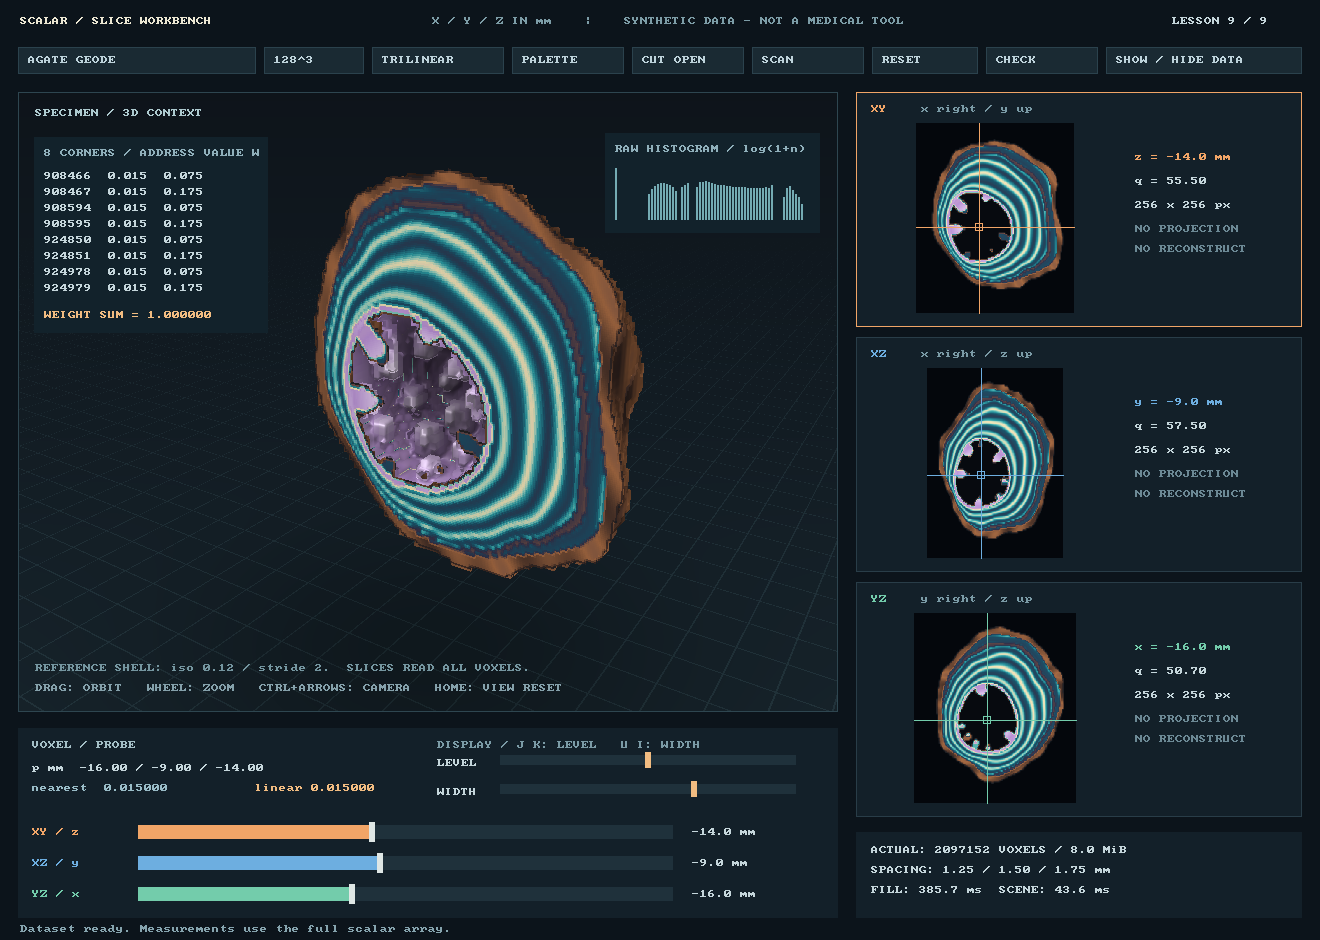 SCALAR / SLICE WORKBENCH
X / Y / Z IN mm | SYNTHETIC DATA - NOT A MEDICAL TOOL
LESSON 9 / 9
AGATE GEODE
128^3
TRILINEAR
PALETTE
CUT OPEN
SCAN
RESET
CHECK
SHOW / HIDE DATA
SPECIMEN / 3D CONTEXT
8 CORNERS / ADDRESS VALUE W
908466 0.015 0.075
908467 0.015 0.175
908594 0.015 0.075
908595 0.015 0.175
924850 0.015 0.075
924851 0.015 0.175
924978 0.015 0.075
924979 0.015 0.175
WEIGHT SUM = 1.000000
RAW HISTOGRAM / log(1+n)
REFERENCE SHELL: iso 0.12 / stride 2. SLICES READ ALL VOXELS.
DRAG: ORBIT WHEEL: ZOOM CTRL+ARROWS: CAMERA HOME: VIEW RESET
XY x right / y up
z = -14.0 mm
q = 55.50
256 x 256 px
NO PROJECTION
NO RECONSTRUCT
XZ x right / z up
y = -9.0 mm
q = 57.50
256 x 256 px
NO PROJECTION
NO RECONSTRUCT
YZ y right / z up
x = -16.0 mm
q = 50.70
256 x 256 px
NO PROJECTION
NO RECONSTRUCT
VOXEL / PROBE
p mm -16.00 / -9.00 / -14.00
nearest 0.015000 linear 0.015000
DISPLAY / J K: LEVEL U I: WIDTH
LEVEL
WIDTH
XY / z -14.0 mm
XZ / y -9.0 mm
YZ / x -16.0 mm
ACTUAL: 2097152 VOXELS / 8.0 MiB
SPACING: 1.25 / 1.50 / 1.75 mm
FILL: 385.7 ms SCENE: 43.6 ms
Dataset ready. Measurements use the full scalar array.